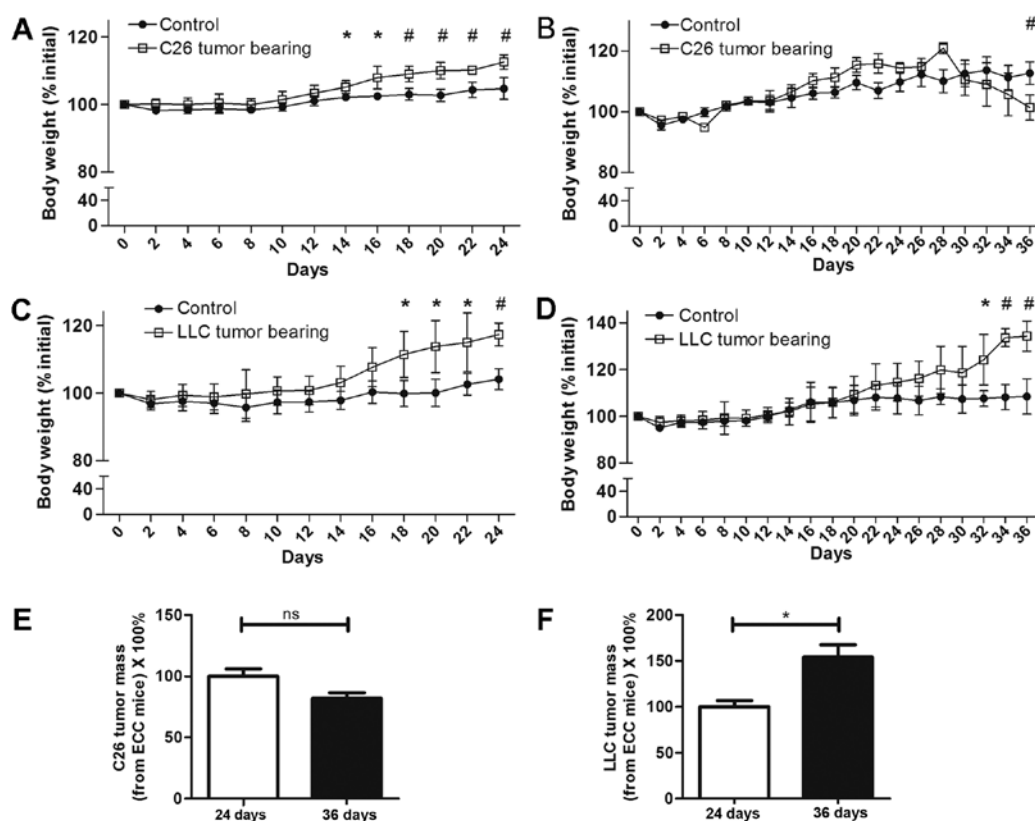 A
Control
C26 tumor bearing
* * # # # #
Body weight (% initial)
120
100
80
40
0
0 2 4 6 8 10 12 14 16 18 20 22 24
Days
B
Control
C26 tumor bearing
#
Body weight (% initial)
120
100
80
40
0
0 2 4 6 8 10 12 14 16 18 20 22 24 26 28 30 32 34 36
Days
C
Control
LLC tumor bearing
* * * #
Body weight (% initial)
120
100
80
40
0
0 2 4 6 8 10 12 14 16 18 20 22 24
Days
D
Control
LLC tumor bearing
* # #
Body weight (% initial)
140
120
100
80
40
0
0 2 4 6 8 10 12 14 16 18 20 22 24 26 28 30 32 34 36
Days
E
ns
C26 tumor mass
(from ECC mice) X 100%
150
100
50
0
24 days 36 days
F
*
LLC tumor mass
(from ECC mice) X 100%
200
150
100
50
0
24 days 36 days